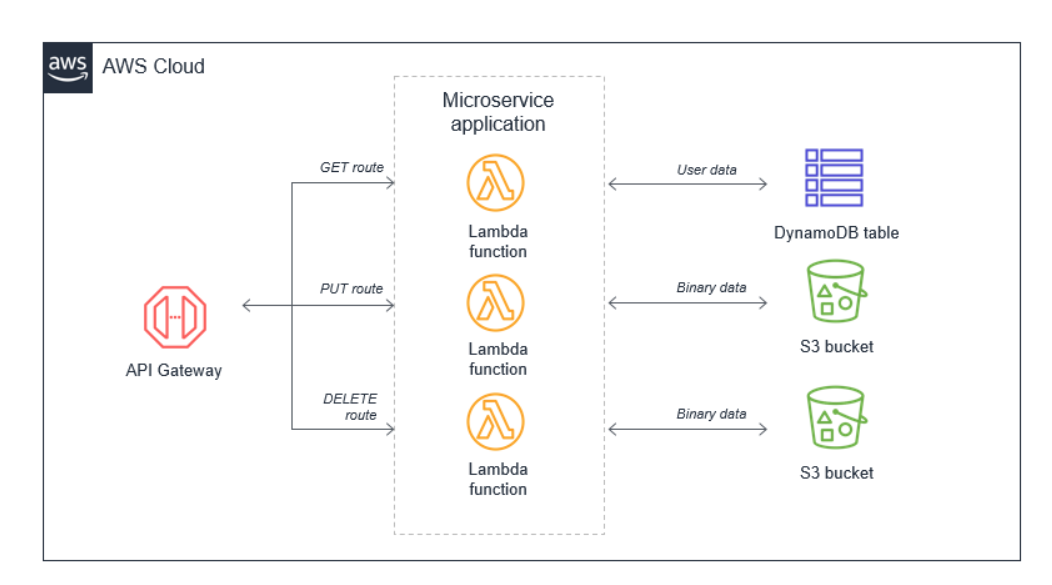 aws
AWS Cloud
Microservice
application
GET route
Lambda
function
User data
DynamoDB table
API Gateway
PUT route
Lambda
function
Binary data
S3 bucket
DELETE
route
Lambda
function
Binary data
S3 bucket